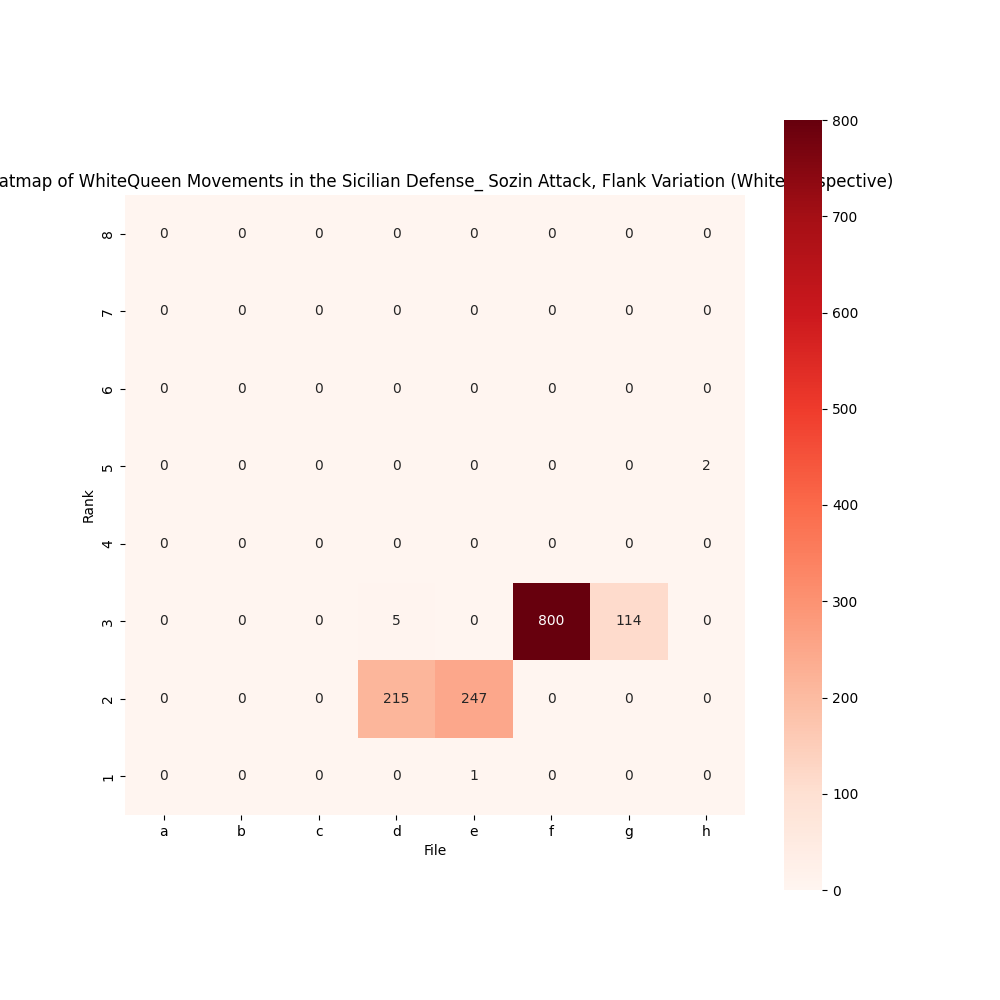 atmap of WhiteQueen Movements in the Sicilian Defense_ Sozin Attack, Flank Variation (White spective)
8 0 0 0 0 0 0 0 0
7 0 0 0 0 0 0 0 0
6 0 0 0 0 0 0 0 0
5 0 0 0 0 0 0 0 2
4 0 0 0 0 0 0 0 0
3 0 0 0 5 0 800 114 0
2 0 0 0 215 247 0 0 0
1 0 0 0 0 1 0 0 0
a b c d e f g h
File
Rank
800
700
600
500
400
300
200
100
0